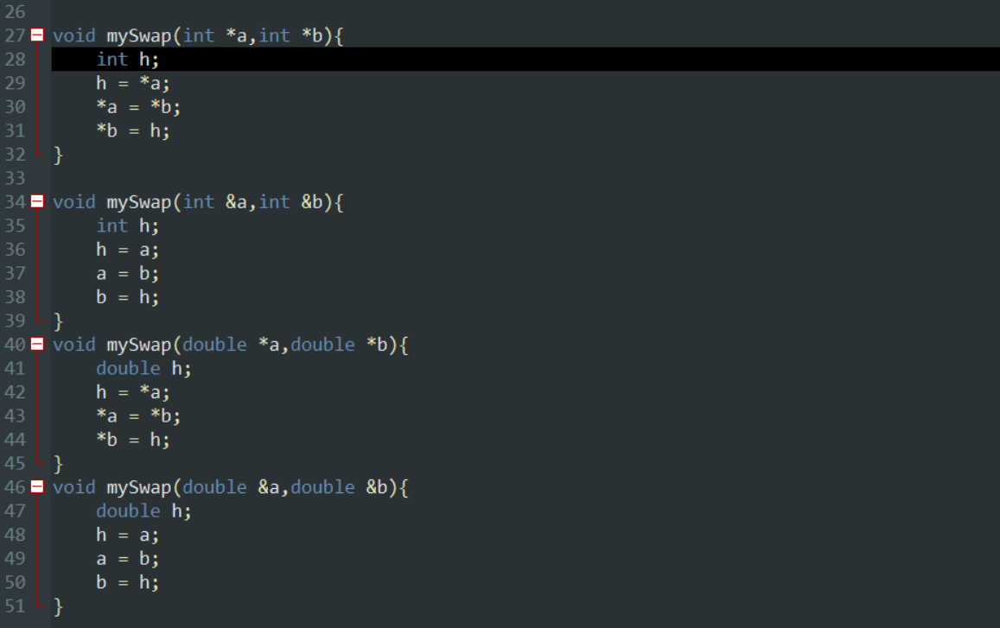 26
27 void mySwap(int *a,int *b){
28     int h;
29     h = *a;
30     *a = *b;
31     *b = h;
32 }
33
34 void mySwap(int &a,int &b){
35     int h;
36     h = a;
37     a = b;
38     b = h;
39 }
40 void mySwap(double *a,double *b){
41     double h;
42     h = *a;
43     *a = *b;
44     *b = h;
45 }
46 void mySwap(double &a,double &b){
47     double h;
48     h = a;
49     a = b;
50     b = h;
51 }